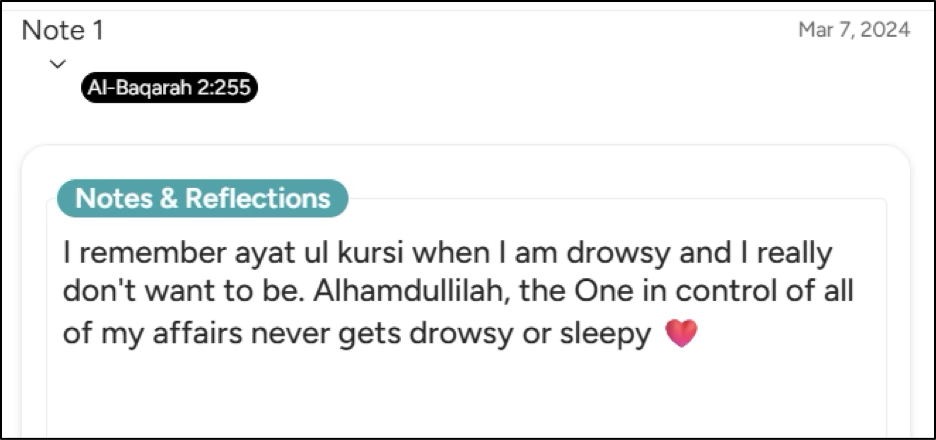 Note 1
Mar 7, 2024
Al-Baqarah 2:255
Notes & Reflections
I remember ayat ul kursi when I am drowsy and I really
don't want to be. Alhamdullilah, the One in control of all
of my affairs never gets drowsy or sleepy ❤️